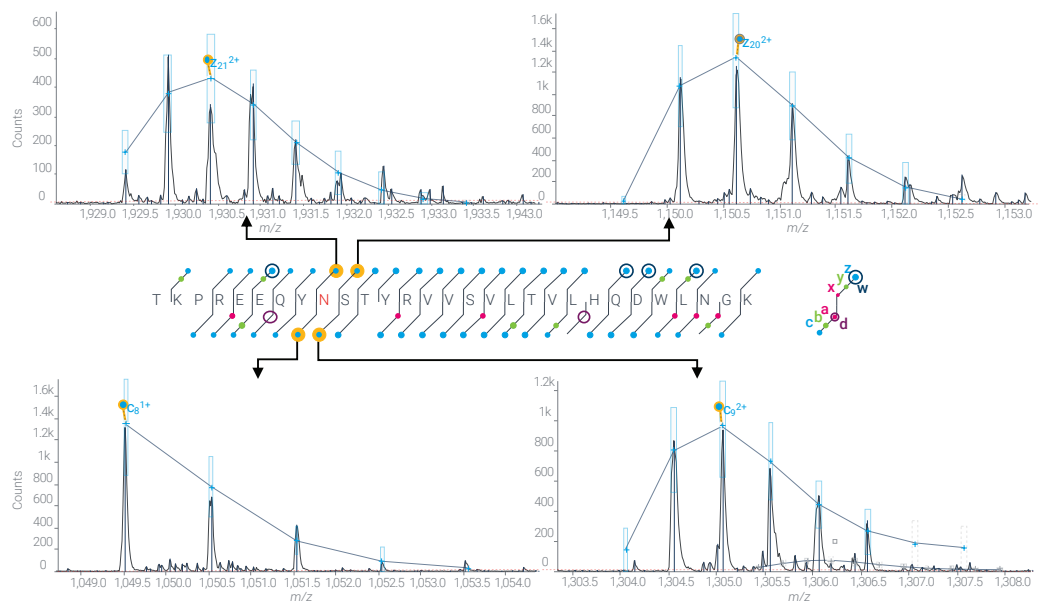 600
500
400
300
200
100
0
Counts
Z₂₁²⁺
1,929.0 1,929.5 1,930.0 1,930.5 1,931.0 1,931.5 1,932.0 1,932.5 1,933.0 1,933.5 1,943.0
m/z
1.6k
1.4k
1.2k
1k
800
600
400
200
0
Z₂₀²⁺
1,149.5 1,150.0 1,150.5 1,151.0 1,151.5 1,152.0 1,152.5 1,153.0
m/z
T K P R E E Q Y N S T Y R V V S V L T V L H Q D W L N G K
z
y
x w
a
b
c d
1.6k
1.4k
1.2k
1k
800
600
400
200
0
Counts
C₈¹⁺
1,049.0 1,049.5 1,050.0 1,050.5 1,051.0 1,051.5 1,052.0 1,052.5 1,053.0 1,053.5 1,054.0
m/z
1.2k
1k
800
600
400
200
0
C₉²⁺
1,303.5 1,304.0 1,304.5 1,305.0 1,305.5 1,306.0 1,306.5 1,307.0 1,307.5 1,308.0
m/z